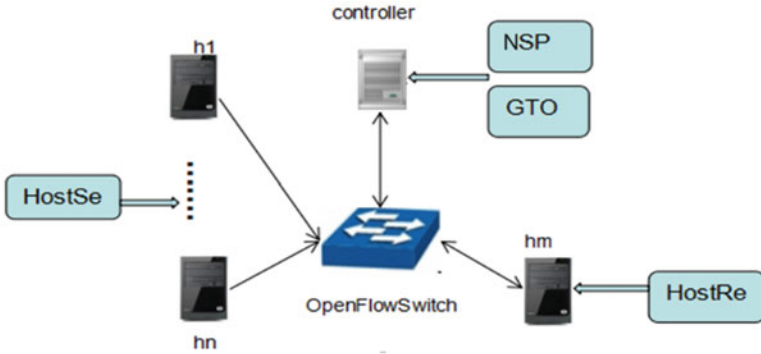 controller
h1
NSP
GTO
HostSe
hm
OpenFlowSwitch
HostRe
hn